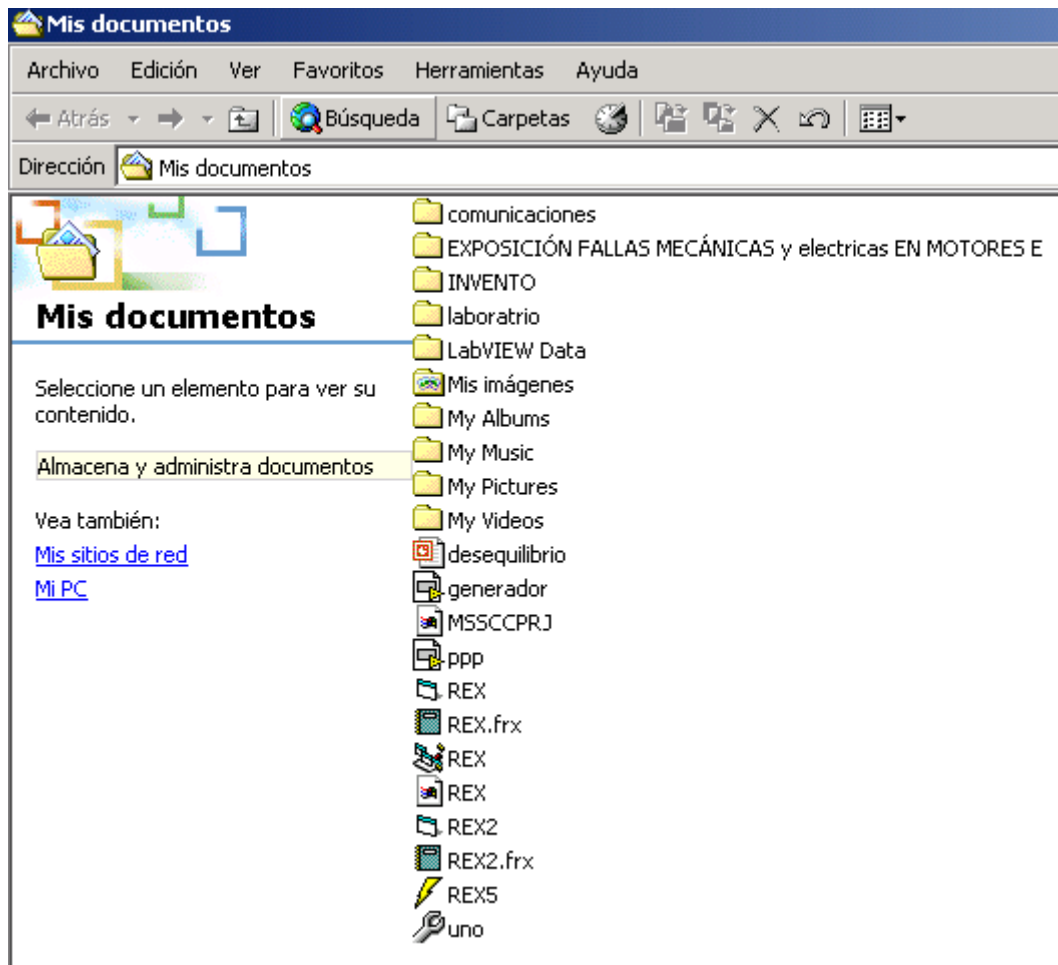 Mis documentos
Archivo Edición Ver Favoritos Herramientas Ayuda
Atrás Búsqueda Carpetas
Dirección Mis documentos
Mis documentos
Seleccione un elemento para ver su
contenido.
Almacena y administra documentos
Vea también:
Mis sitios de red
Mi PC
comunicaciones
EXPOSICIÓN FALLAS MECÁNICAS y electricas EN MOTORES E
INVENTO
laboratrio
LabVIEW Data
Mis imágenes
My Albums
My Music
My Pictures
My Videos
desequilibrio
generador
MSSCCPRJ
ppp
REX
REX.frx
REX
REX
REX2
REX2.frx
REX5
uno